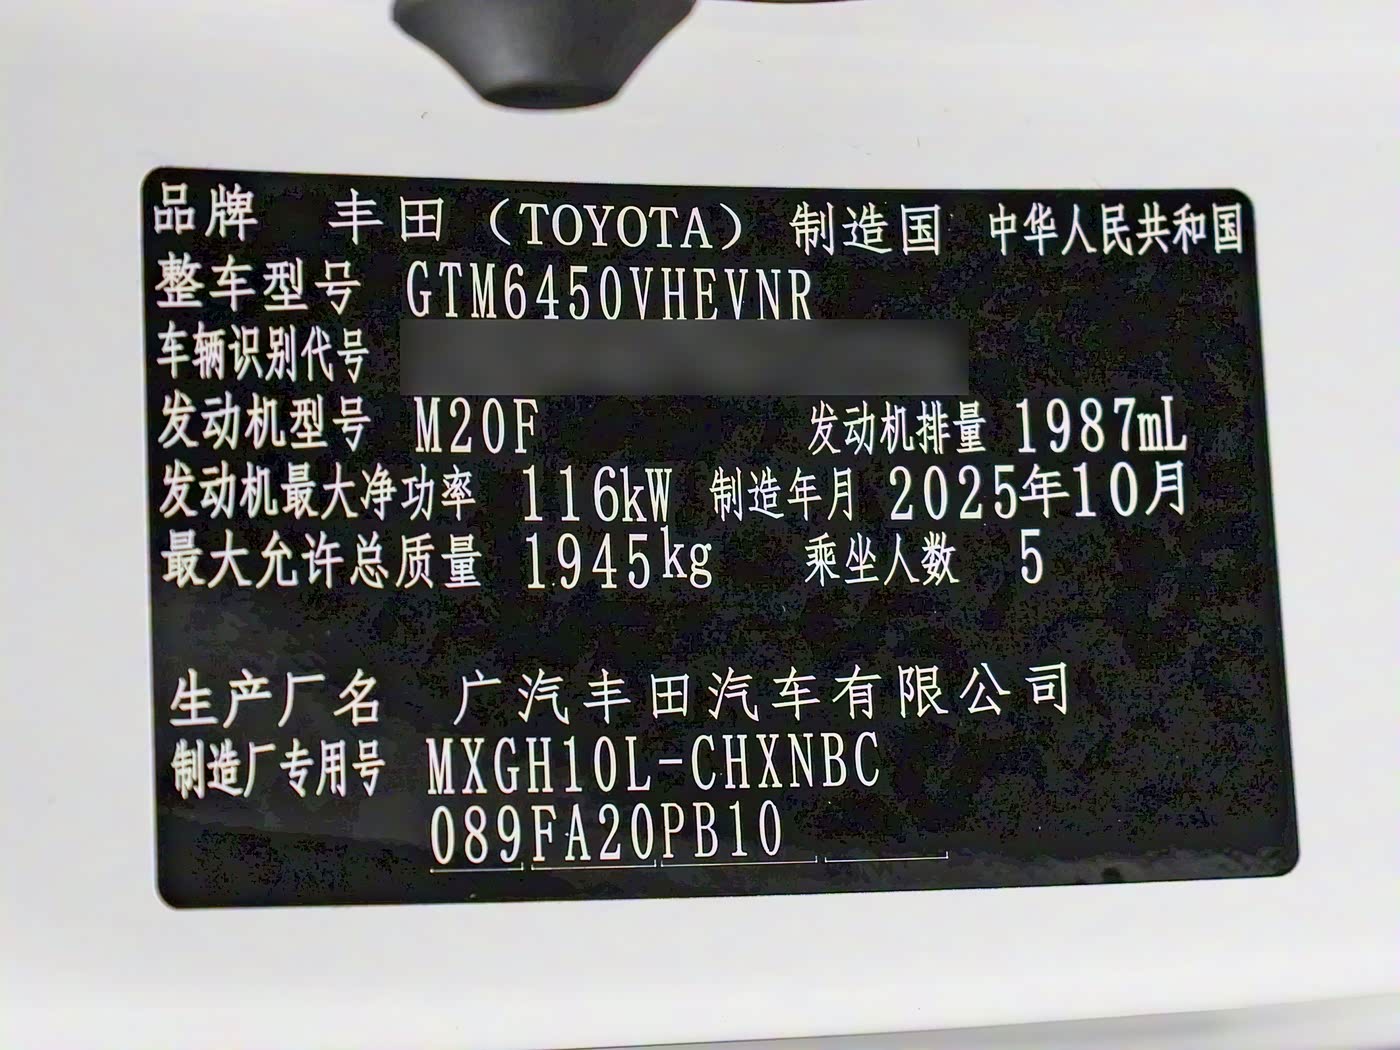 品牌 丰田（TOYOTA） 制造国 中华人民共和国
整车型号 GTM6450VHEVNR
车辆识别代号
发动机型号 M20F 发动机排量 1987mL
发动机最大净功率 116kW 制造年月 2025年10月
最大允许总质量 1945kg 乘坐人数 5
生产厂名 广汽丰田汽车有限公司
制造厂专用号 MXGH10L-CHXNBC
089FA20PB10